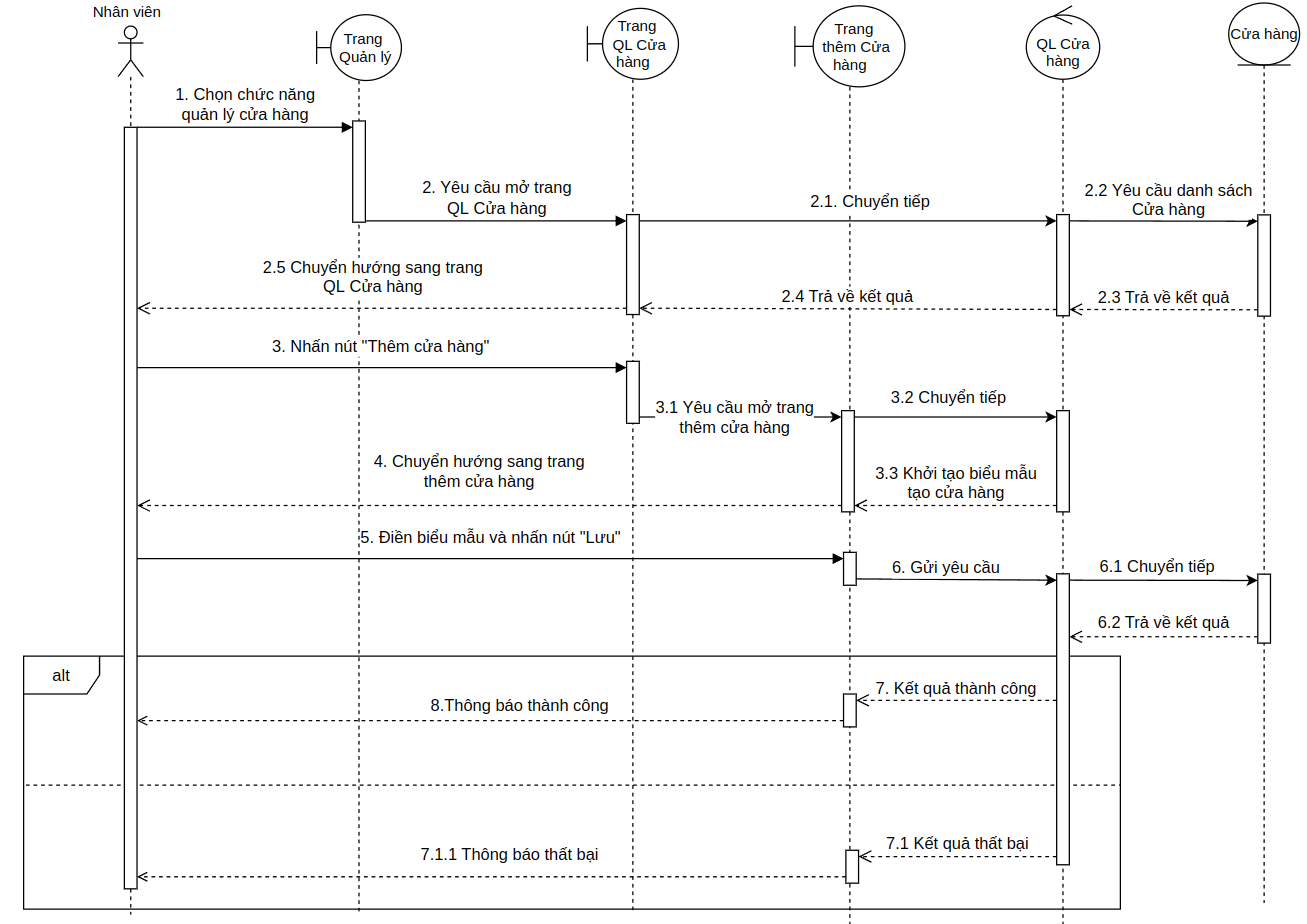 Nhân viên
Trang
Quản lý
Trang
QL Cửa
hàng
Trang
thêm Cửa
hàng
QL Cửa
hàng
Cửa hàng
1. Chọn chức năng
quản lý cửa hàng
2. Yêu cầu mở trang
QL Cửa hàng
2.1. Chuyển tiếp
2.2 Yêu cầu danh sách
Cửa hàng
2.5 Chuyển hướng sang trang
QL Cửa hàng
2.4 Trả về kết quả
2.3 Trả về kết quả
3. Nhấn nút "Thêm cửa hàng"
3.1 Yêu cầu mở trang
thêm cửa hàng
3.2 Chuyển tiếp
4. Chuyển hướng sang trang
thêm cửa hàng
3.3 Khởi tạo biểu mẫu
tạo cửa hàng
5. Điền biểu mẫu và nhấn nút "Lưu"
6. Gửi yêu cầu
6.1 Chuyển tiếp
6.2 Trả về kết quả
alt
7. Kết quả thành công
8.Thông báo thành công
7.1 Kết quả thất bại
7.1.1 Thông báo thất bại